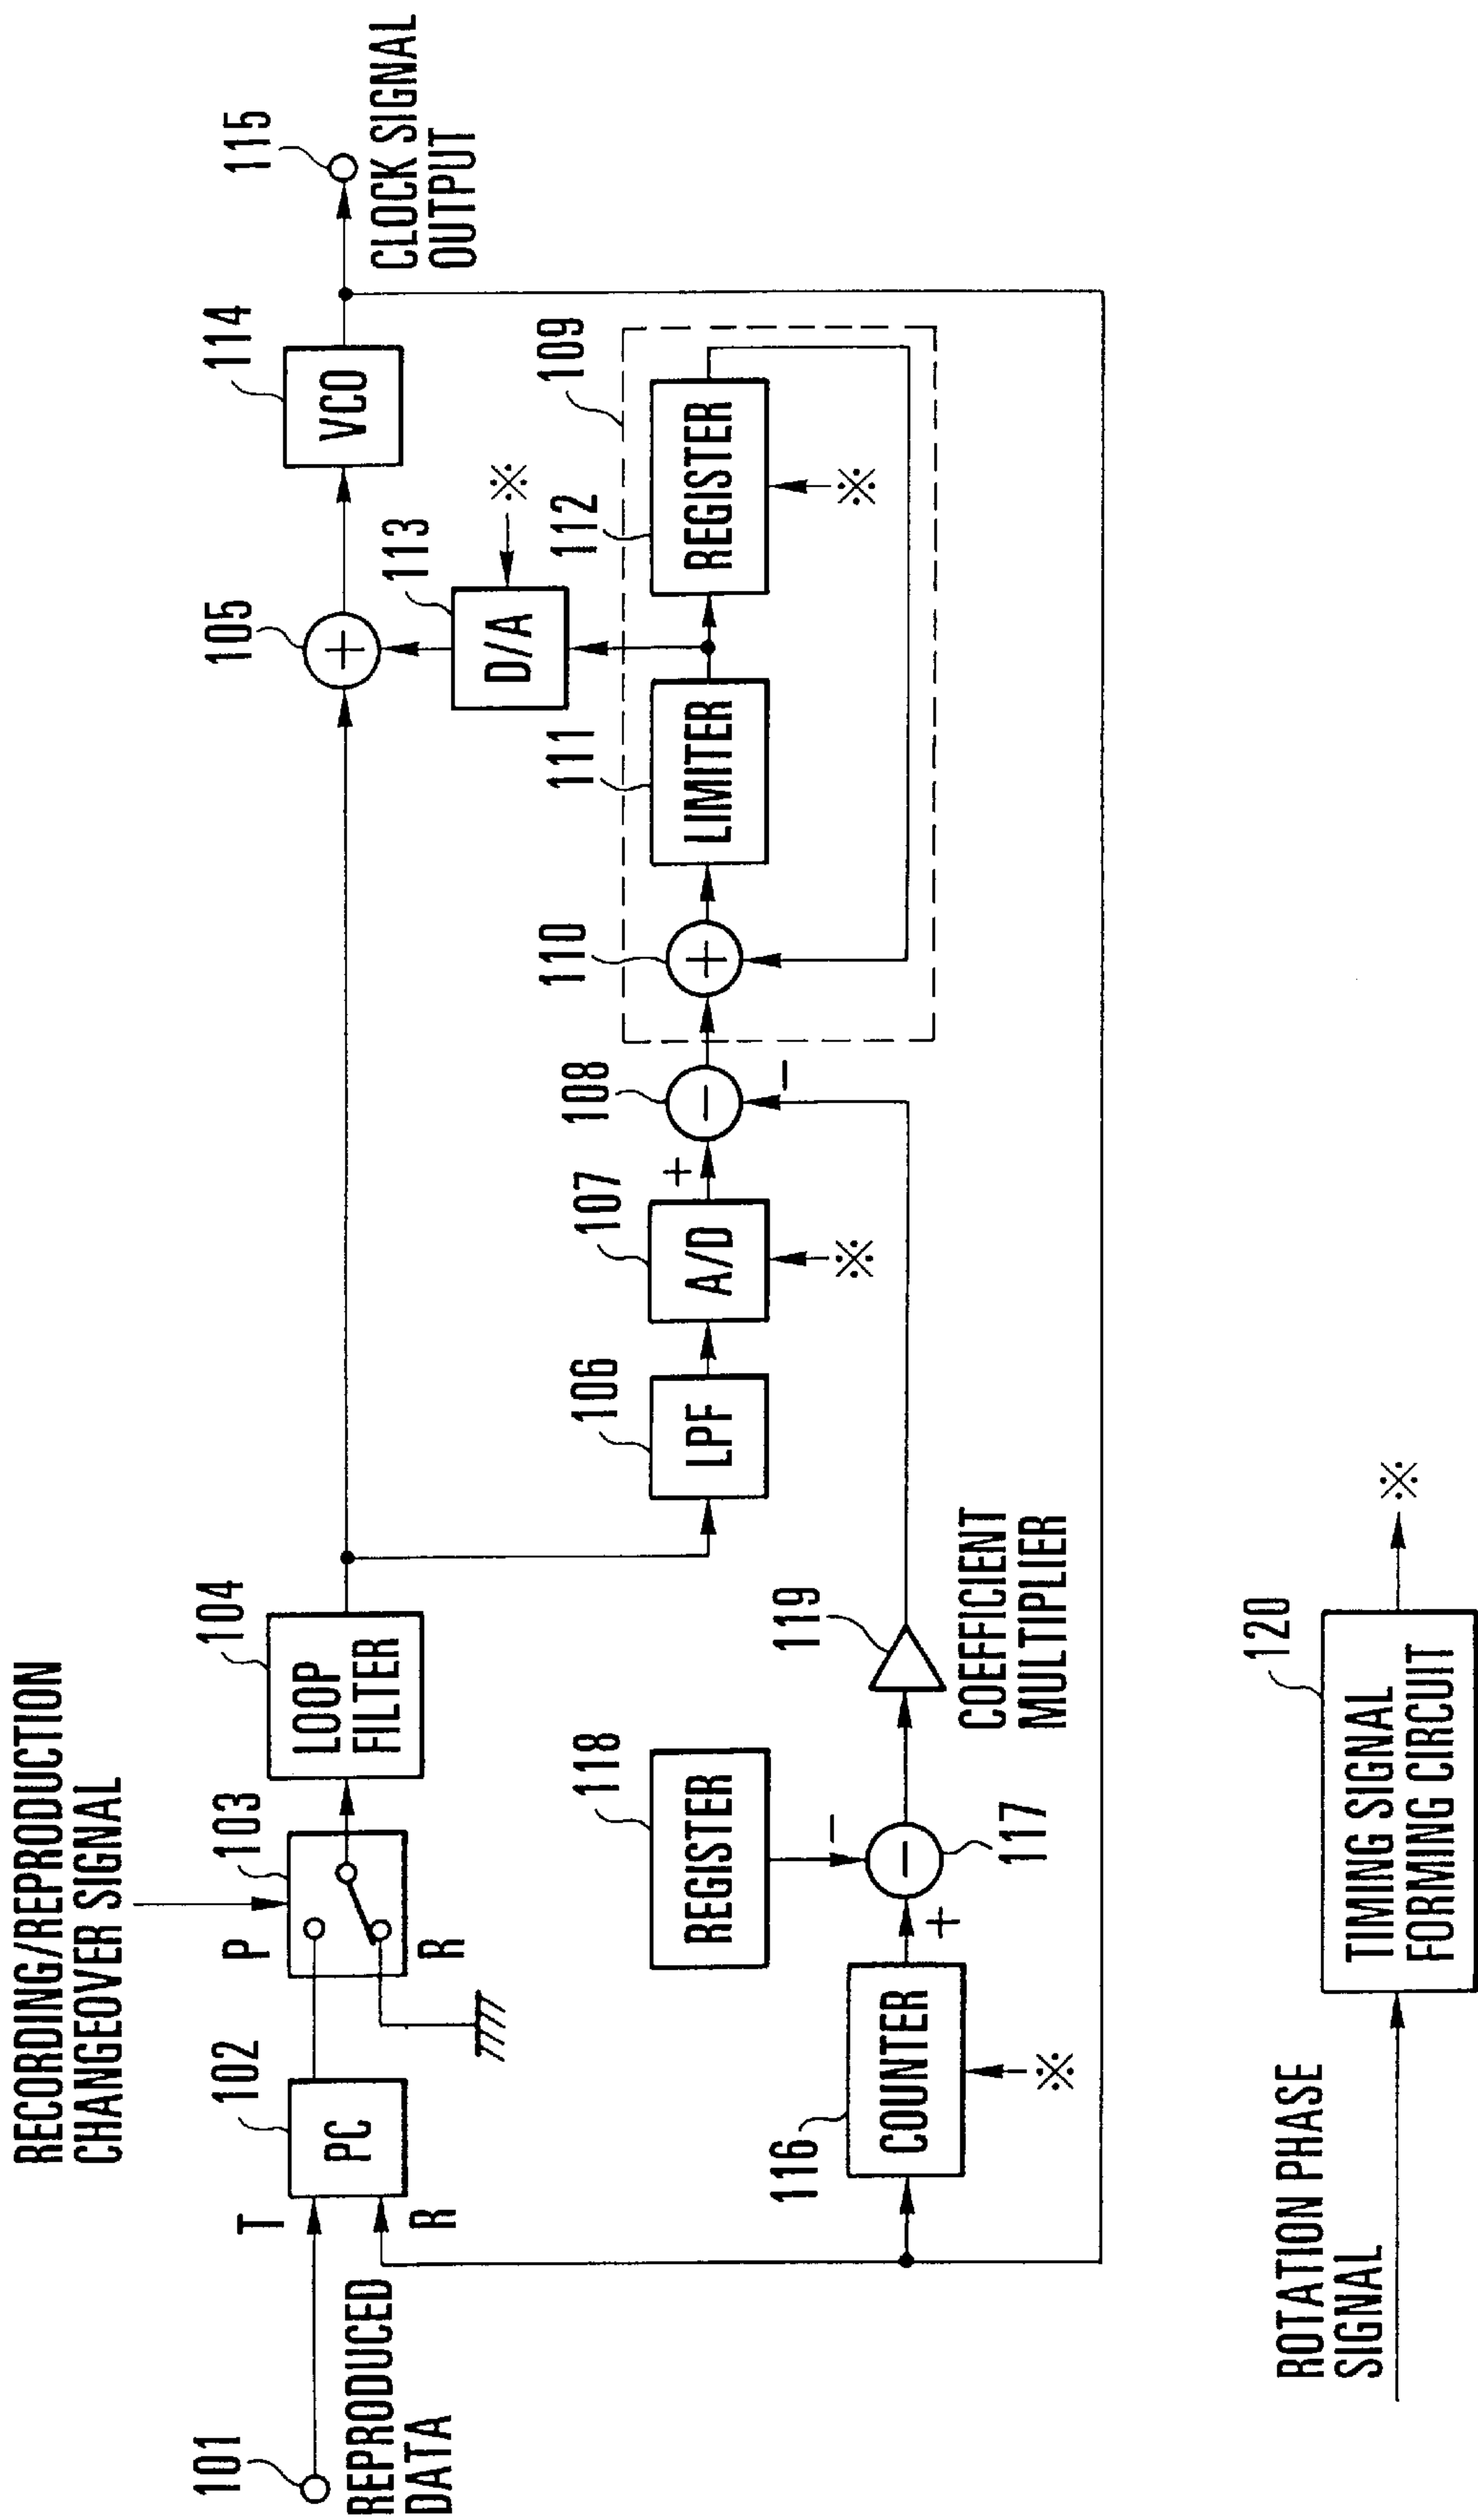 RECORDING/REPRODUCTION
CHANGEOVER SIGNAL
101
REPRODUCED
DATA
T
R
102
PC
P
R
103
104
LOOP
FILTER
105
+
114
VCO
115
CLOCK SIGNAL
OUTPUT
113
D/A
※
106
LPF
107
A/D
※
+
108
−
−
109
110
+
111
LIMITER
112
REGISTER
※
116
COUNTER
※
+
117
−
−
118
REGISTER
119
COEFFICIENT
MULTIPLIER
ROTATION PHASE
SIGNAL
120
TIMING SIGNAL
FORMING CIRCUIT
※